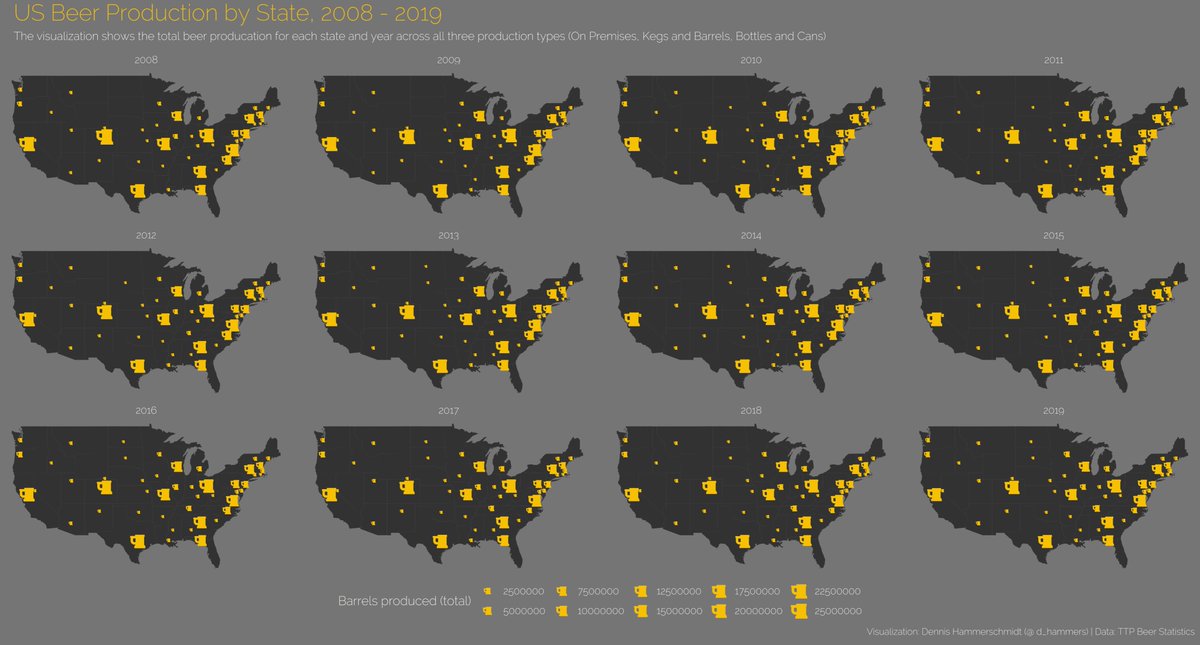 US Beer Production by State, 2008 - 2019
The visualization shows the total beer producation for each state and year across all three production types (On Premises, Kegs and Barrels, Bottles and Cans)
2008 2009 2010 2011
2012 2013 2014 2015
2016 2017 2018 2019
Barrels produced (total)
2500000 7500000 12500000 17500000 22500000
5000000 10000000 15000000 20000000 25000000
Visualization: Dennis Hammerschmidt (@ d_hammers) | Data: TTP Beer Statistics